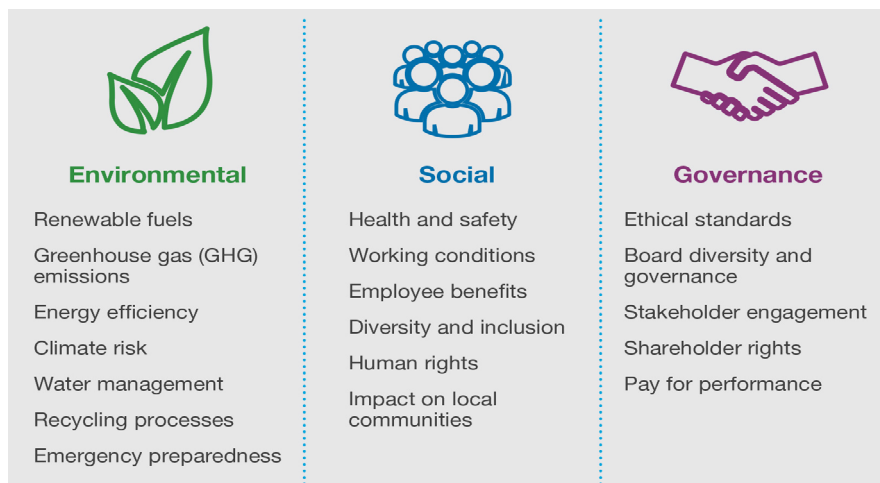 Environmental
Renewable fuels
Greenhouse gas (GHG)
emissions
Energy efficiency
Climate risk
Water management
Recycling processes
Emergency preparedness
Social
Health and safety
Working conditions
Employee benefits
Diversity and inclusion
Human rights
Impact on local
communities
Governance
Ethical standards
Board diversity and
governance
Stakeholder engagement
Shareholder rights
Pay for performance